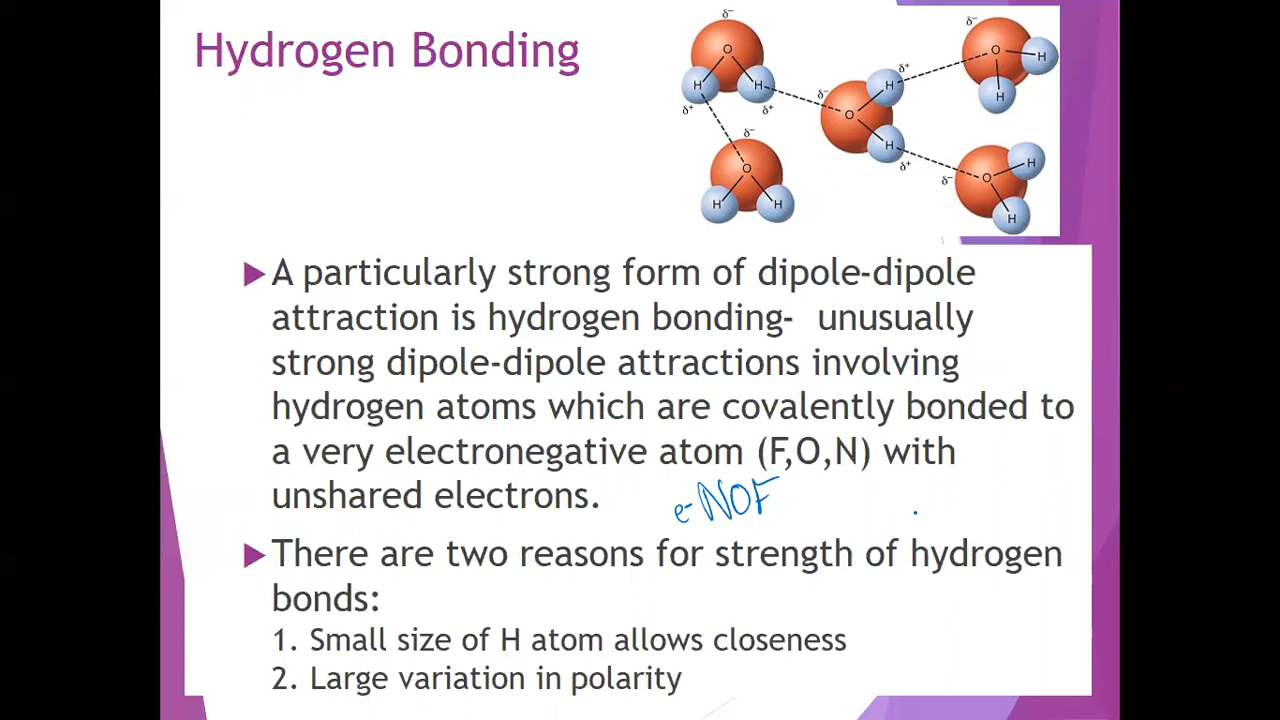 Hydrogen Bonding
δ⁻
O
H
H
δ⁺
δ⁺
δ⁻
O
H
H
δ⁻
O
H
H
δ⁺
δ⁺
δ⁻
O
H
H
δ⁻
O
H
H
A particularly strong form of dipole-dipole
attraction is hydrogen bonding- unusually
strong dipole-dipole attractions involving
hydrogen atoms which are covalently bonded to
a very electronegative atom (F,O,N) with
unshared electrons.
e-NOF
There are two reasons for strength of hydrogen
bonds:
1. Small size of H atom allows closeness
2. Large variation in polarity